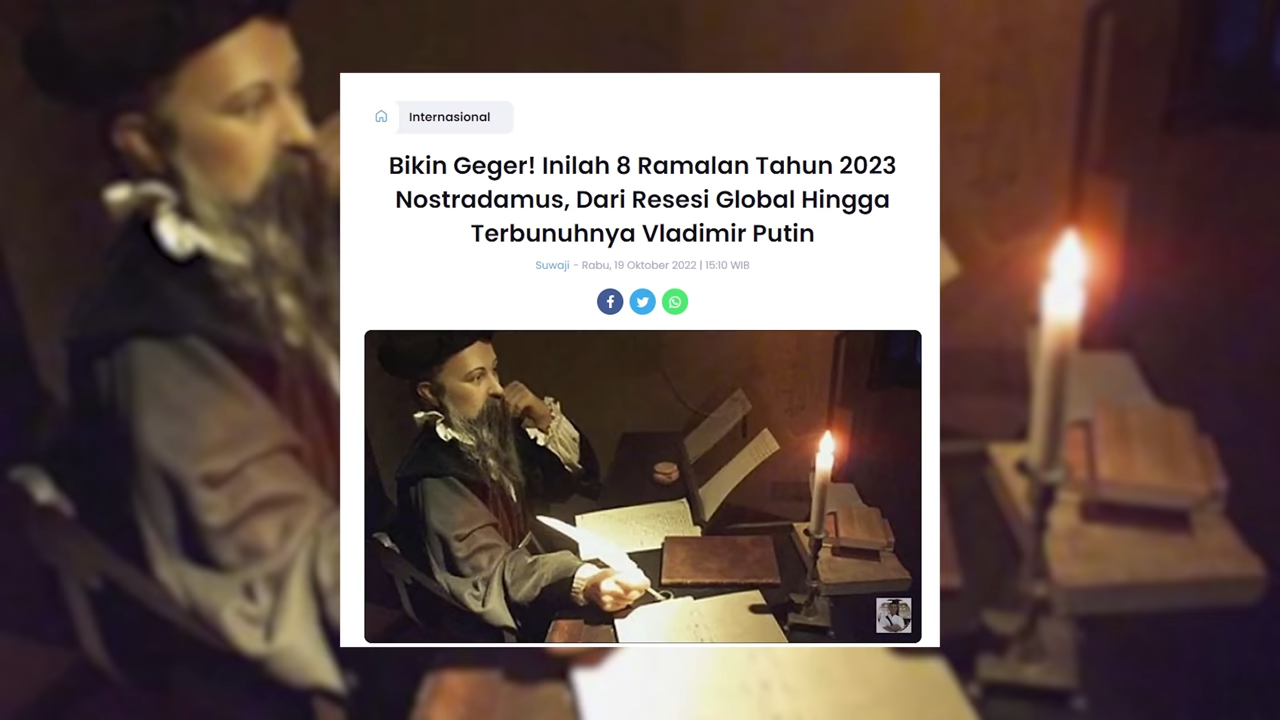 Internasional
Bikin Geger! Inilah 8 Ramalan Tahun 2023
Nostradamus, Dari Resesi Global Hingga
Terbunuhnya Vladimir Putin
Suwaji - Rabu, 19 Oktober 2022 | 15:10 WIB